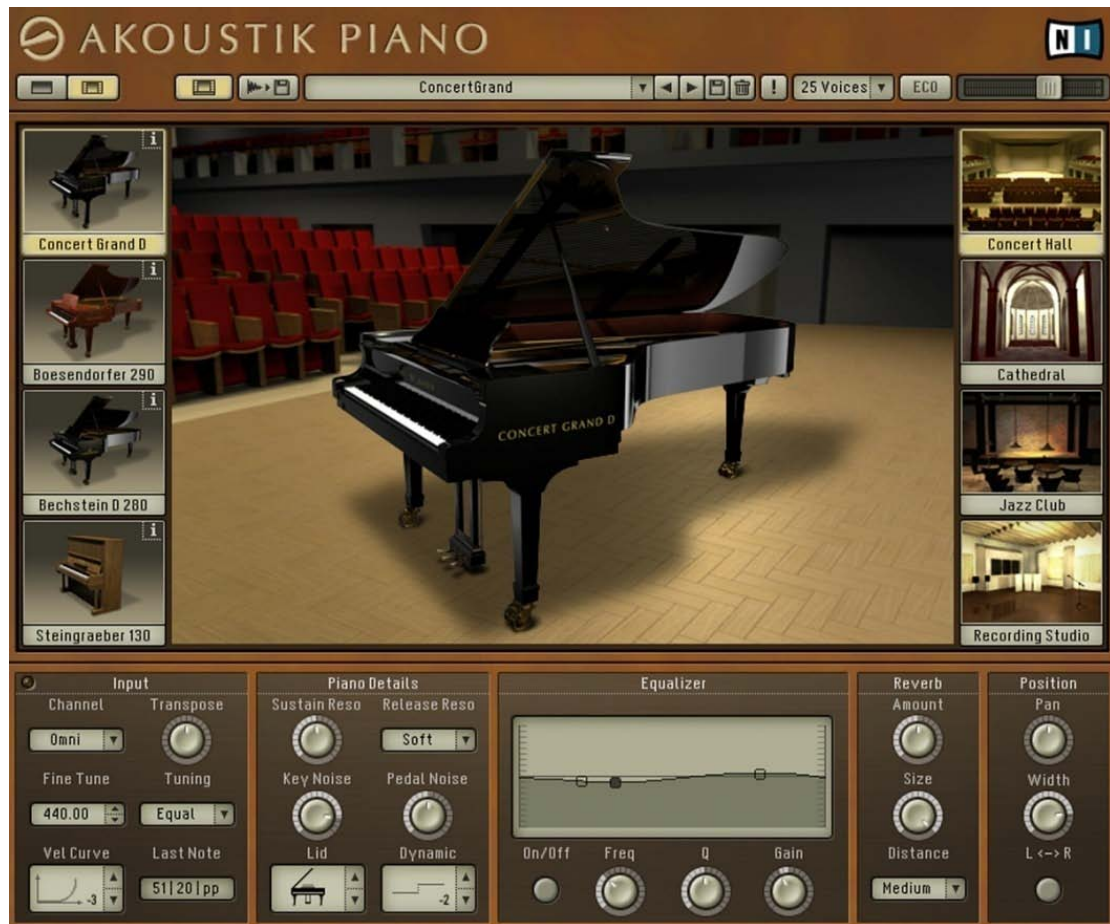 AKOUSTIK PIANO
NI
ConcertGrand
25 Voices
ECO
i
Concert Grand D
i
Boesendorfer 290
i
Bechstein D 280
i
Steingraeber 130
CONCERT GRAND D
Concert Hall
Cathedral
Jazz Club
Recording Studio
Input
Channel Transpose
Omni
Fine Tune Tuning
440.00 Equal
Vel Curve Last Note
-3 51|20|pp
Piano Details
Sustain Reso Release Reso
Soft
Key Noise Pedal Noise
Lid Dynamic
-2
Equalizer
On/Off Freq Q Gain
Reverb
Amount
Size
Distance
Medium
Position
Pan
Width
L <-> R